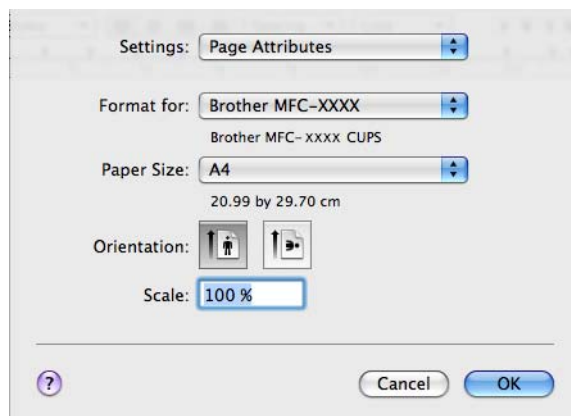 Settings: Page Attributes
Format for: Brother MFC-XXXX
Brother MFC-XXXX CUPS
Paper Size: A4
20.99 by 29.70 cm
Orientation:
Scale: 100 %
? Cancel OK